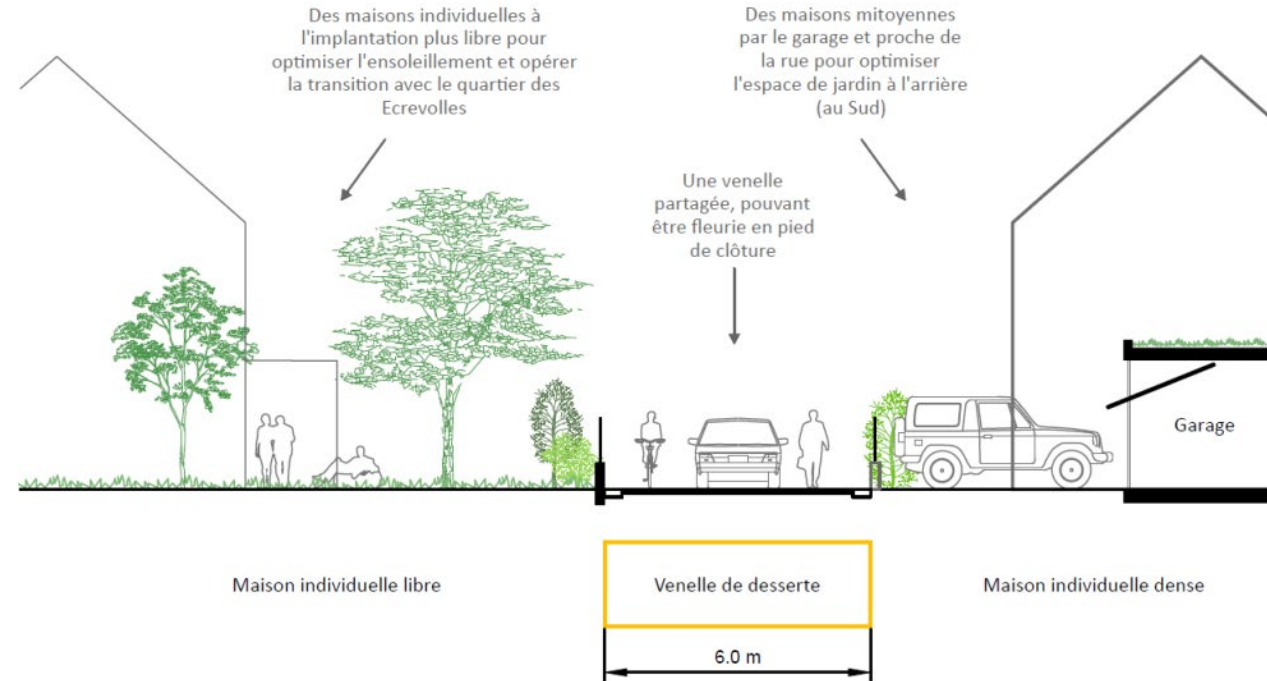 Des maisons individuelles à
l'implantation plus libre pour
optimiser l'ensoleillement et opérer
la transition avec le quartier des
Ecrevolles
Des maisons mitoyennes
par le garage et proche de
la rue pour optimiser
l'espace de jardin à l'arrière
(au Sud)
Une venelle
partagée, pouvant
être fleurie en pied
de clôture
Garage
Maison individuelle libre
Venelle de desserte
Maison individuelle dense
6.0 m